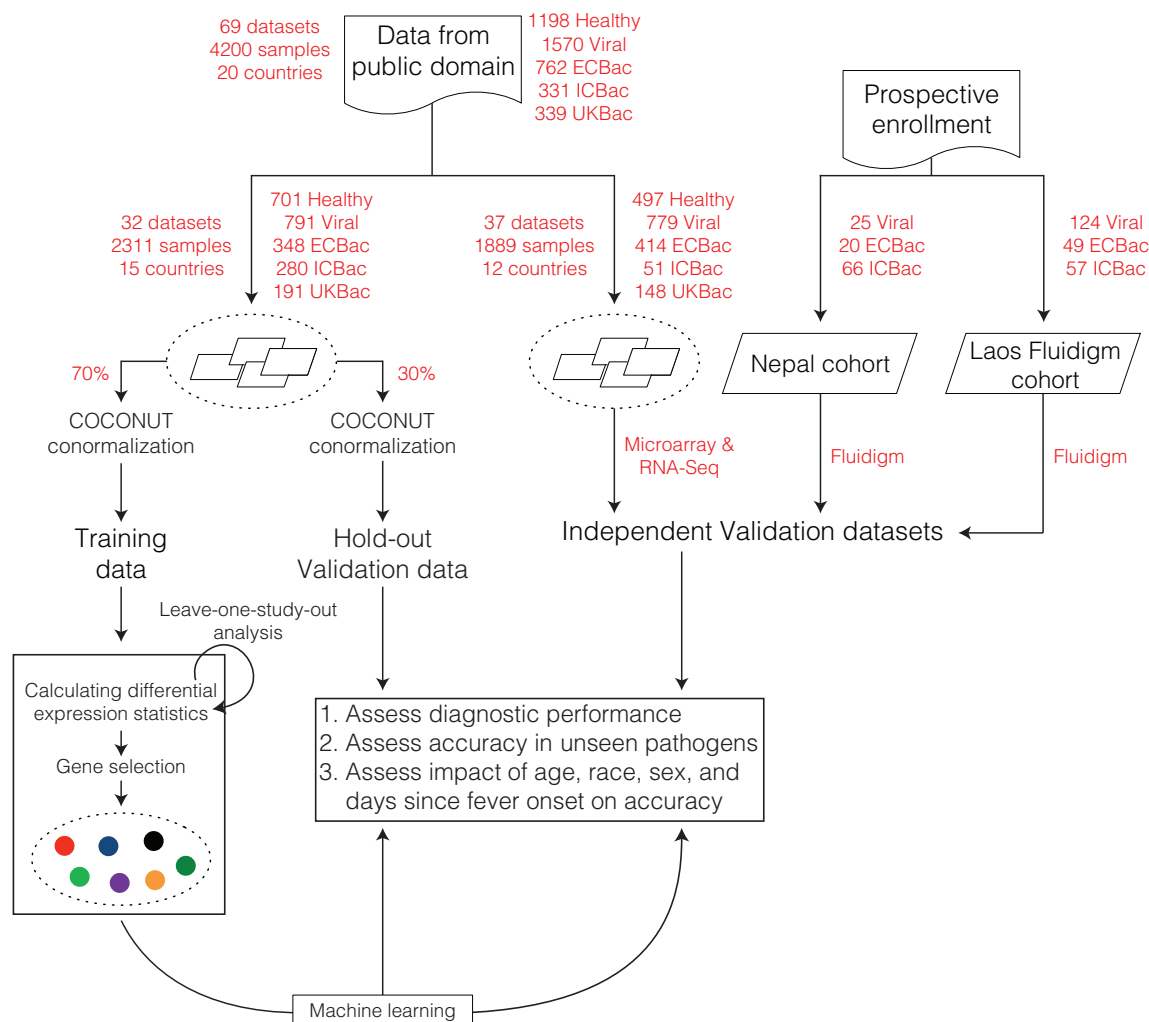 69 datasets
4200 samples
20 countries
Data from
public domain
1198 Healthy
1570 Viral
762 ECBac
331 ICBac
339 UKBac
Prospective
enrollment
32 datasets
2311 samples
15 countries
701 Healthy
791 Viral
348 ECBac
280 ICBac
191 UKBac
37 datasets
1889 samples
12 countries
497 Healthy
779 Viral
414 ECBac
51 ICBac
148 UKBac
25 Viral
20 ECBac
66 ICBac
124 Viral
49 ECBac
57 ICBac
Nepal cohort
Laos Fluidigm
cohort
70%
30%
COCONUT
conormalization
COCONUT
conormalization
Microarray &
RNA-Seq
Fluidigm
Fluidigm
Training
data
Hold-out
Validation data
Independent Validation datasets
Leave-one-study-out
analysis
Calculating differential
expression statistics
Gene selection
1. Assess diagnostic performance
2. Assess accuracy in unseen pathogens
3. Assess impact of age, race, sex, and
days since fever onset on accuracy
Machine learning